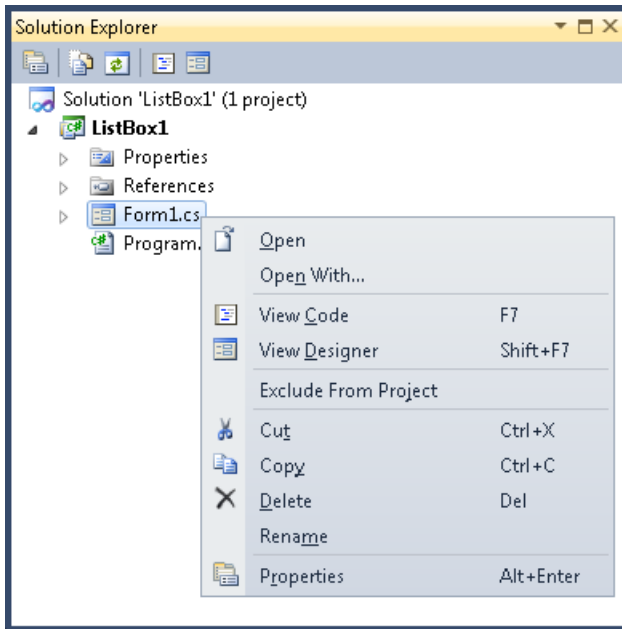 Solution Explorer
Solution 'ListBox1' (1 project)
ListBox1
Properties
References
Form1.cs
Program.
Open
Open With...
View Code F7
View Designer Shift+F7
Exclude From Project
Cut Ctrl+X
Copy Ctrl+C
Delete Del
Rename
Properties Alt+Enter